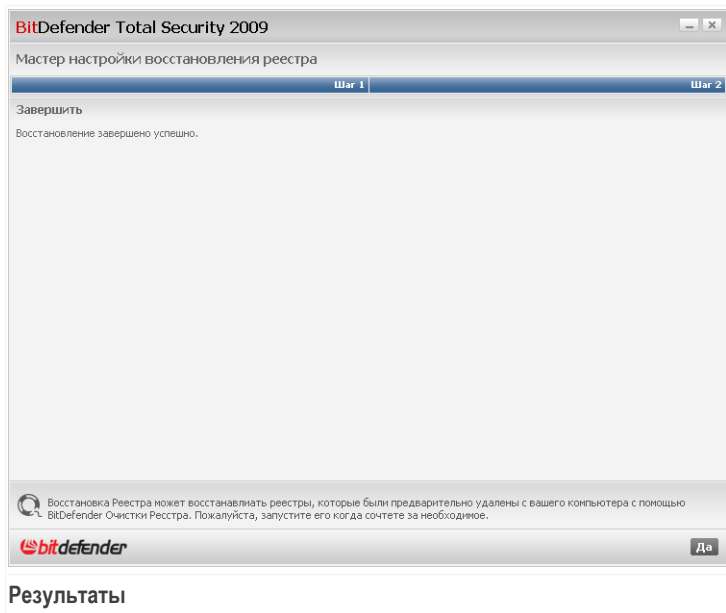 BitDefender Total Security 2009
Мастер настройки восстановления реестра
Шаг 1
Шаг 2
Завершить
Восстановление завершено успешно.
Восстановка Реестра может восстанавлиать реестры, которые были предварительно удалены с вашего компьютера с помощью
BitDefender Очистки Ресстра. Пожалуйста, запустите его когда сочтете за необходимое.
bitdefender
Да
Результаты